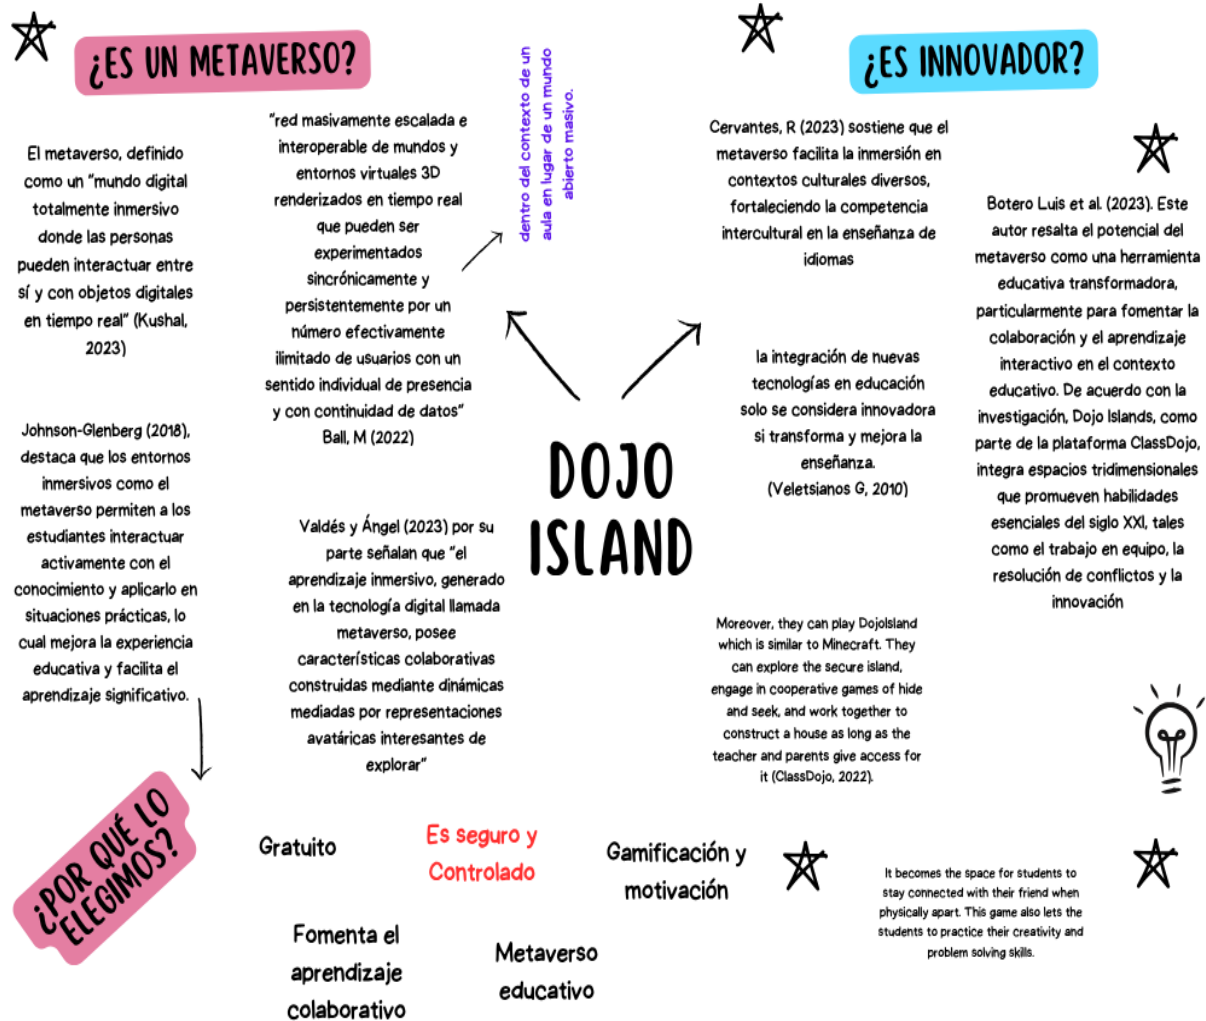 ¿ES UN METAVERSO?
El metaverso, definido
como un "mundo digital
totalmente inmersivo
donde las personas
pueden interactuar entre
sí y con objetos digitales
en tiempo real" (Kushal,
2023)
Johnson-Glenberg (2018),
destaca que los entornos
inmersivos como el
metaverso permiten a los
estudiantes interactuar
activamente con el
conocimiento y aplicarlo en
situaciones prácticas, lo
cual mejora la experiencia
educativa y facilita el
aprendizaje significativo.
"red masivamente escalada e
interoperable de mundos y
entornos virtuales 3D
renderizados en tiempo real
que pueden ser
experimentados
sincrónicamente y
persistentemente por un
número efectivamente
ilimitado de usuarios con un
sentido individual de presencia
y con continuidad de datos"
Ball, M (2022)
dentro del contexto de un
aula en lugar de un mundo
abierto masivo.
Valdés y Ángel (2023) por su
parte señalan que "el
aprendizaje inmersivo, generado
en la tecnología digital llamada
metaverso, posee
características colaborativas
construidas mediante dinámicas
mediadas por representaciones
avatáricas interesantes de
explorar"
DOJO
ISLAND
¿ES INNOVADOR?
Cervantes, R (2023) sostiene que el
metaverso facilita la inmersión en
contextos culturales diversos,
fortaleciendo la competencia
intercultural en la enseñanza de
idiomas
la integración de nuevas
tecnologías en educación
solo se considera innovadora
si transforma y mejora la
enseñanza.
(Veletsianos G, 2010)
Botero Luis et al. (2023). Este
autor resalta el potencial del
metaverso como una herramienta
educativa transformadora,
particularmente para fomentar la
colaboración y el aprendizaje
interactivo en el contexto
educativo. De acuerdo con la
investigación, Dojo Islands, como
parte de la plataforma ClassDojo,
integra espacios tridimensionales
que promueven habilidades
esenciales del siglo XXI, tales
como el trabajo en equipo, la
resolución de conflictos y la
innovación
Moreover, they can play DojoIsland
which is similar to Minecraft. They
can explore the secure island,
engage in cooperative games of hide
and seek, and work together to
construct a house as long as the
teacher and parents give access for
it (ClassDojo, 2022).
It becomes the space for students to
stay connected with their friend when
physically apart. This game also lets the
students to practice their creativity and
problem solving skills.
¿POR QUÉ LO
ELEGIMOS?
Gratuito
Es seguro y
Controlado
Gamificación y
motivación
Fomenta el
aprendizaje
colaborativo
Metaverso
educativo